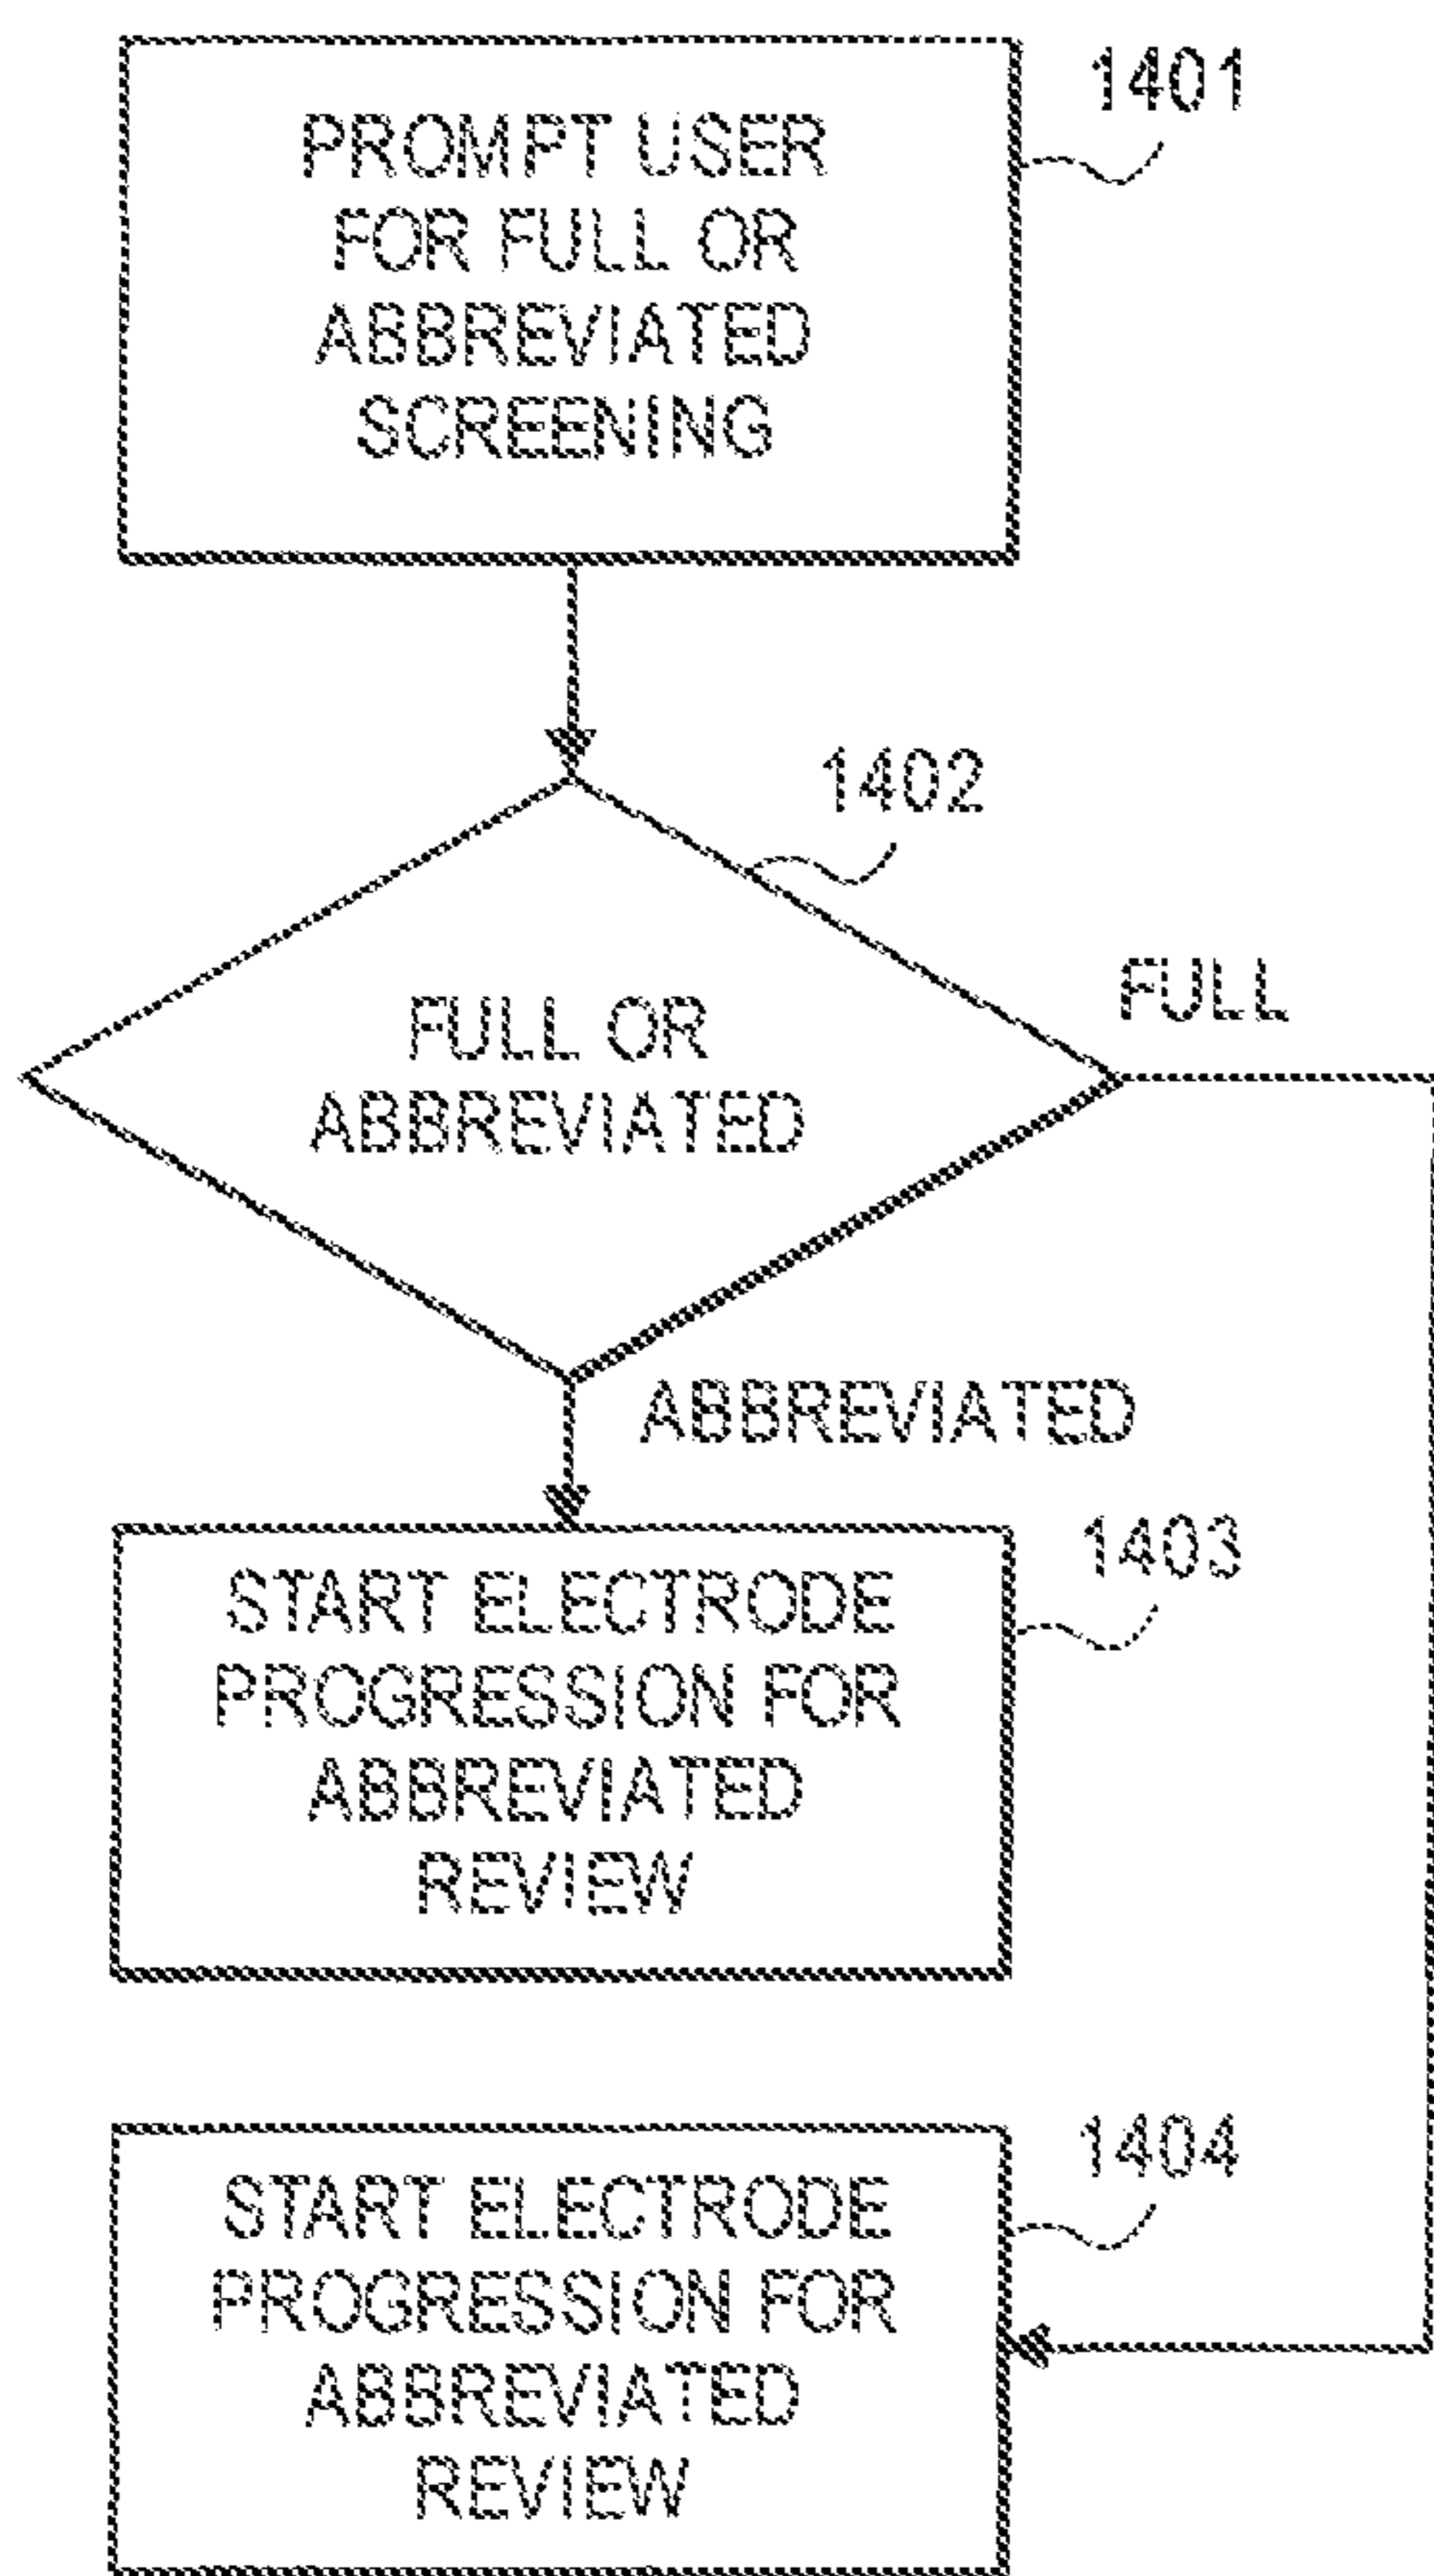 1401
PROMPT USER
FOR FULL OR
ABBREVIATED
SCREENING
1402
FULL OR
ABBREVIATED
FULL
ABBREVIATED
1403
START ELECTRODE
PROGRESSION FOR
ABBREVIATED
REVIEW
1404
START ELECTRODE
PROGRESSION FOR
ABBREVIATED
REVIEW